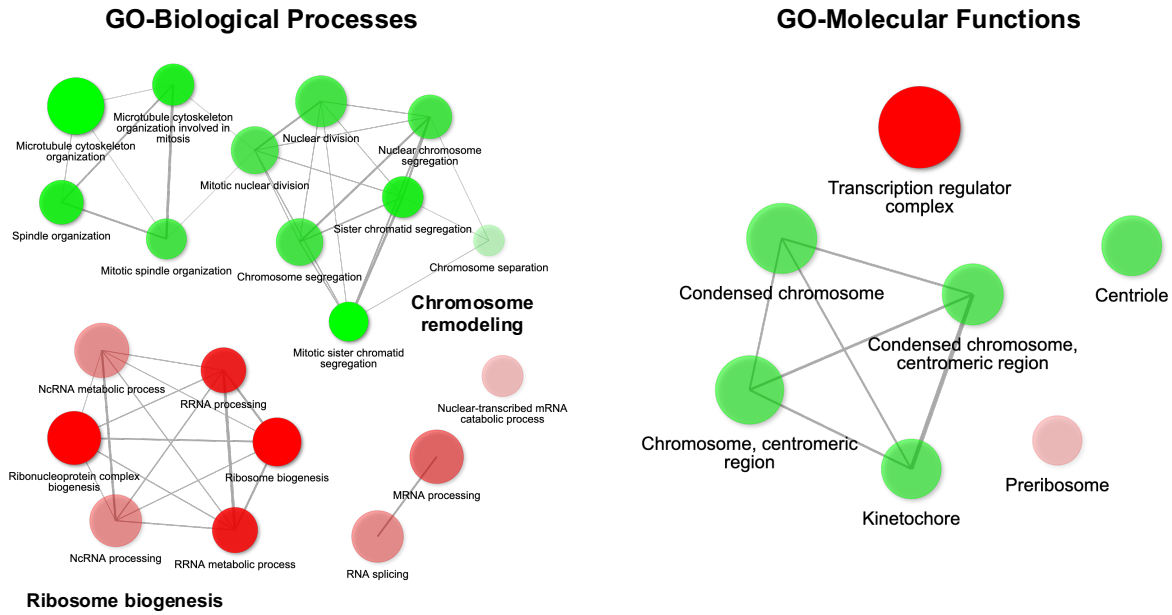 GO-Biological Processes
GO-Molecular Functions
Microtubule cytoskeleton
organization
Microtubule cytoskeleton
organization involved in
mitosis
Nuclear division
Nuclear chromosome
segregation
Mitotic nuclear division
Spindle organization
Mitotic spindle organization
Sister chromatid segregation
Chromosome segregation
Chromosome separation
Chromosome
remodeling
Mitotic sister chromatid
segregation
NcRNA metabolic process
RRNA processing
Nuclear-transcribed mRNA
catabolic process
Ribonucleoprotein complex
biogenesis
Ribosome biogenesis
MRNA processing
NcRNA processing
RRNA metabolic process
RNA splicing
Ribosome biogenesis
Transcription regulator
complex
Condensed chromosome
Centriole
Condensed chromosome,
centromeric region
Chromosome, centromeric
region
Preribosome
Kinetochore